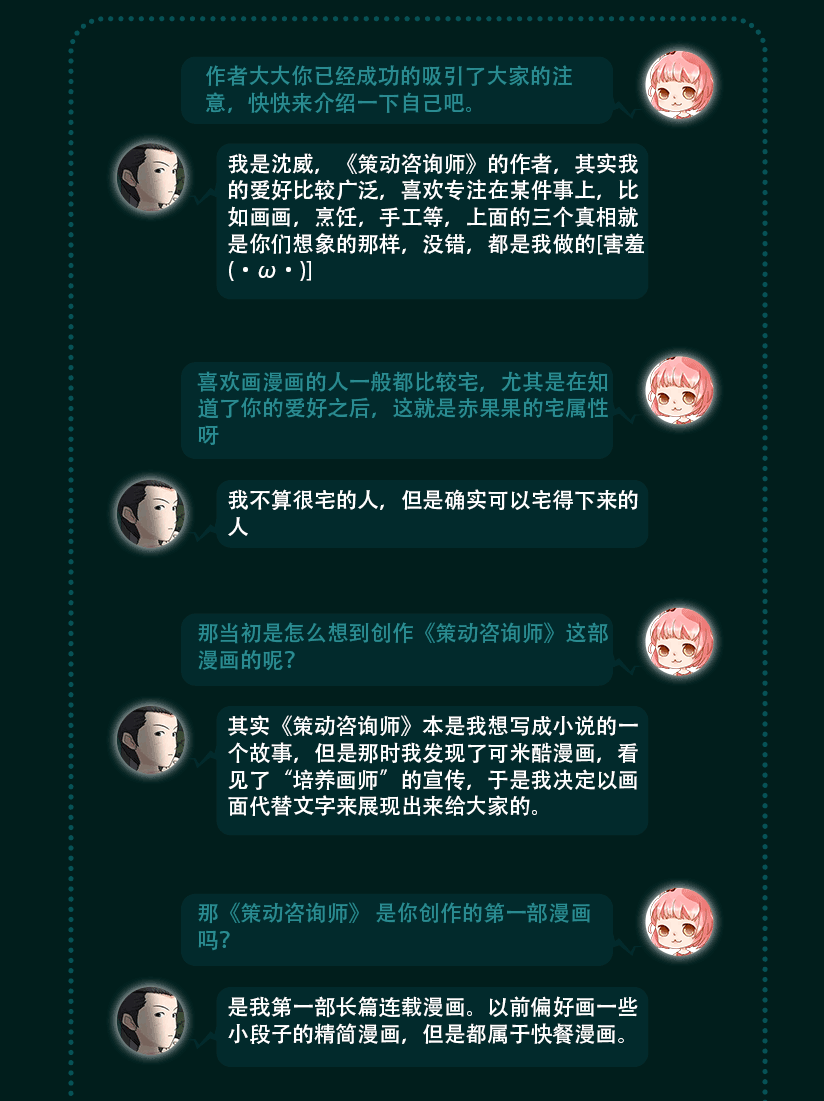 作者大大你已经成功的吸引了大家的注
意，快快来介绍一下自己吧。
我是沈威，《策动咨询师》的作者，其实我
的爱好比较广泛，喜欢专注在某件事上，比
如画画，烹饪，手工等，上面的三个真相就
是你们想象的那样，没错，都是我做的[害羞
(•ω•)]
喜欢画漫画的人一般都比较宅，尤其是在知
道了你的爱好之后，这就是赤果果的宅属性
呀
我不算很宅的人，但是确实可以宅得下来的
人
那当初是怎么想到创作《策动咨询师》这部
漫画的呢？
其实《策动咨询师》本是我想写成小说的一
个故事，但是那时我发现了可米酷漫画，看
见了“培养画师”的宣传，于是我决定以画
面代替文字来展现出来给大家的。
那《策动咨询师》 是你创作的第一部漫画
吗？
是我第一部长篇连载漫画。以前偏好画一些
小段子的精简漫画，但是都属于快餐漫画。